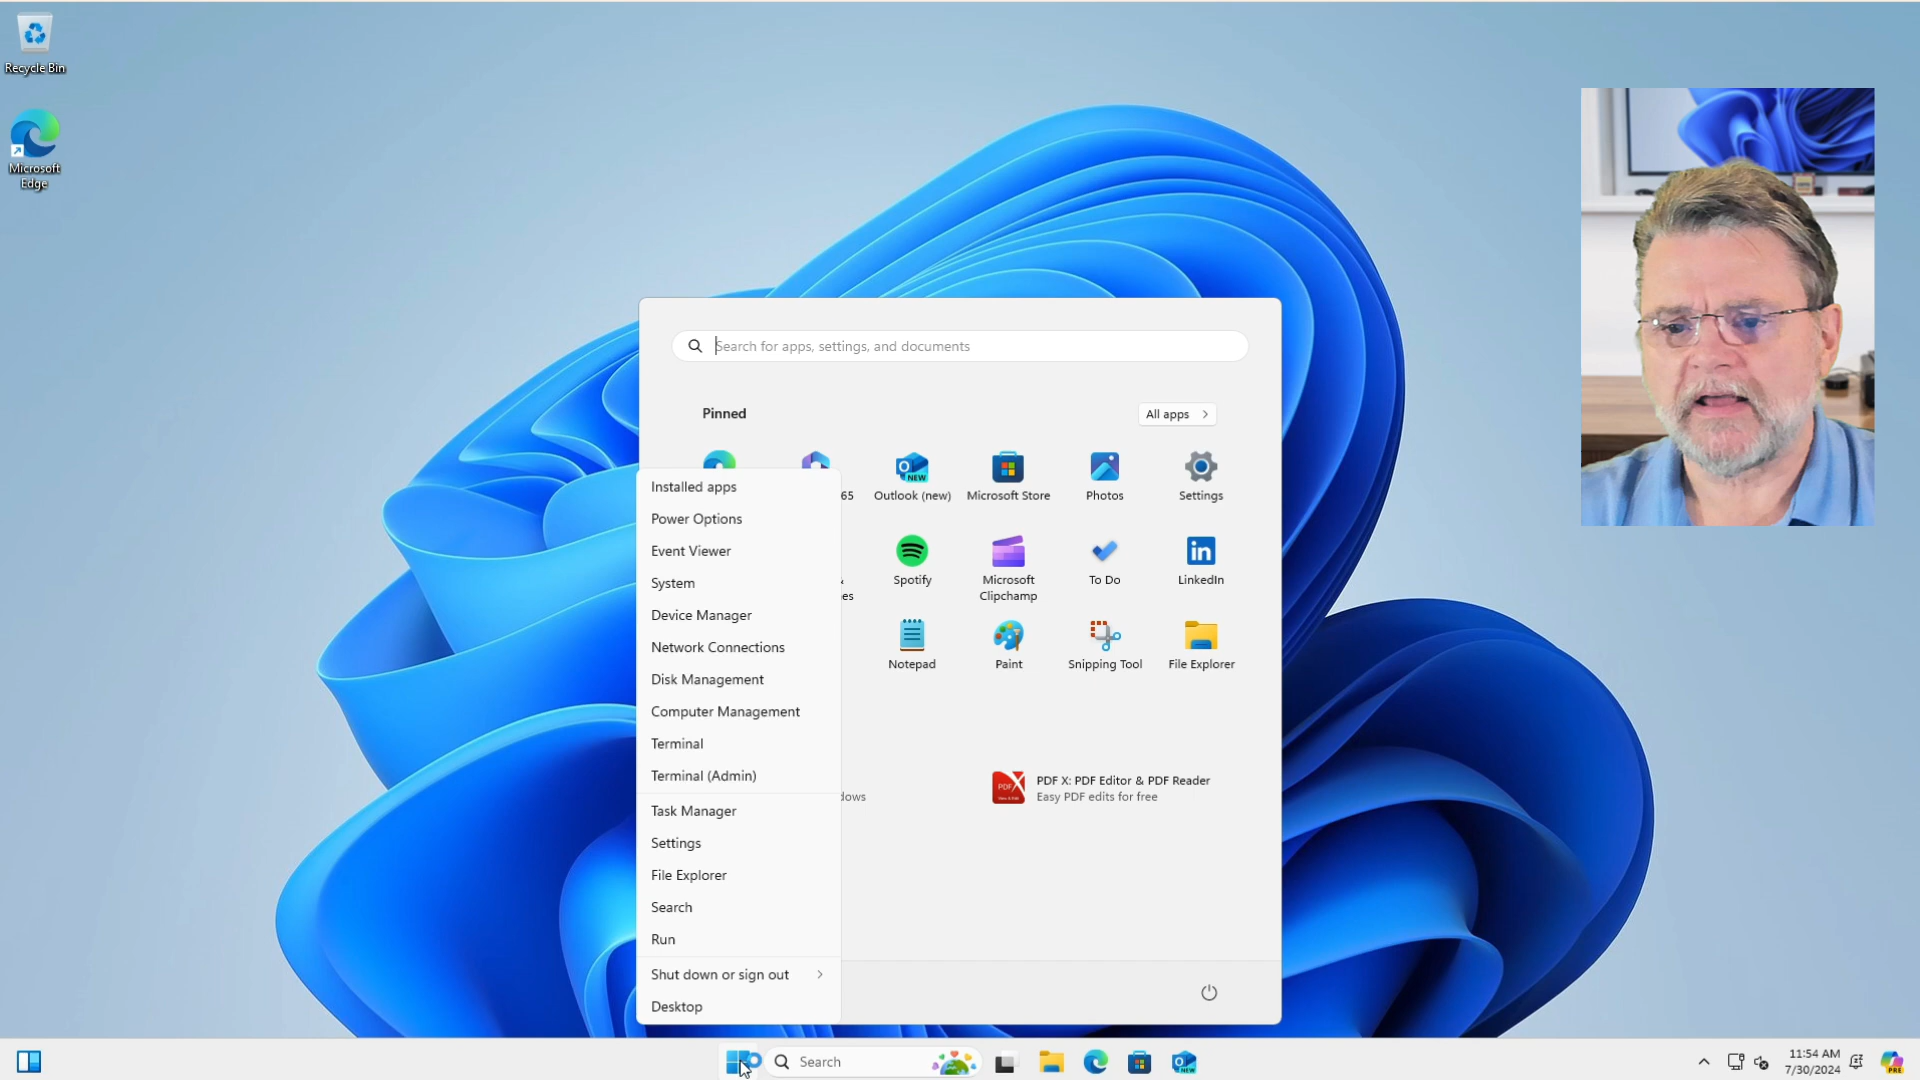 Recycle Bin
Microsoft
Edge
Search for apps, settings, and documents
Pinned
All apps
65
Outlook (new)
Microsoft Store
Photos
Settings
Spotify
Microsoft
Clipchamp
To Do
LinkedIn
es
Notepad
Paint
Snipping Tool
File Explorer
PDF X: PDF Editor & PDF Reader
Easy PDF edits for free
dows
Installed apps
Power Options
Event Viewer
System
Device Manager
Network Connections
Disk Management
Computer Management
Terminal
Terminal (Admin)
Task Manager
Settings
File Explorer
Search
Run
Shut down or sign out
Desktop
Search
11:54 AM
7/30/2024